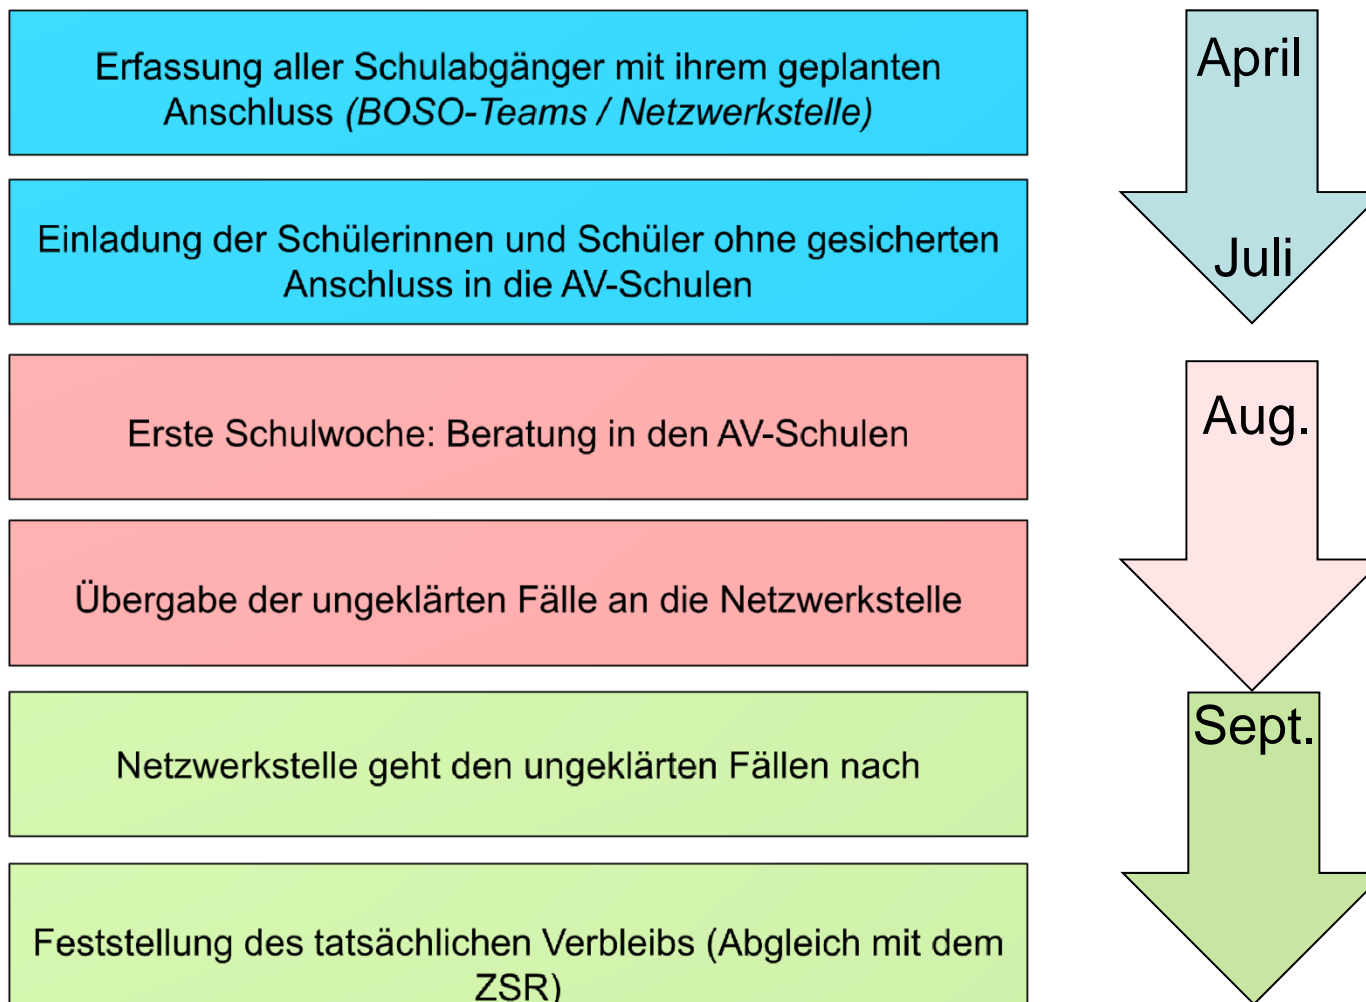 Erfassung aller Schulabgänger mit ihrem geplanten
Anschluss (BOSO-Teams / Netzwerkstelle)
April
Einladung der Schülerinnen und Schüler ohne gesicherten
Anschluss in die AV-Schulen
Juli
Erste Schulwoche: Beratung in den AV-Schulen
Aug.
Übergabe der ungeklärten Fälle an die Netzwerkstelle
Netzwerkstelle geht den ungeklärten Fällen nach
Sept.
Feststellung des tatsächlichen Verbleibs (Abgleich mit dem
ZSR)